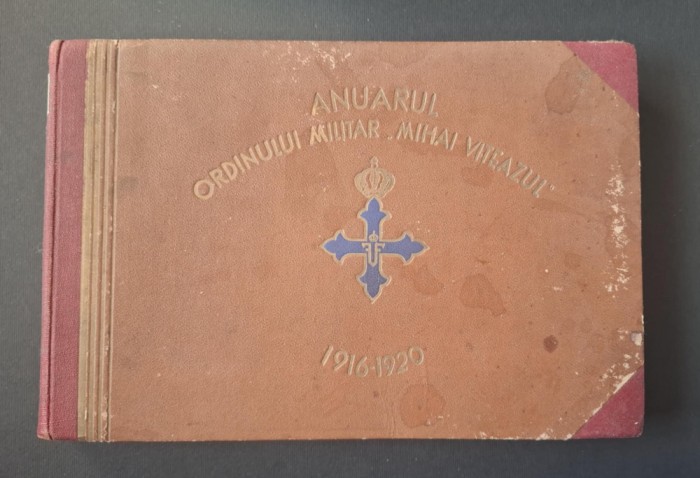 ANUARUL
ORDINULUI MILITAR „MIHAI VITEAZUL"
1916-1920